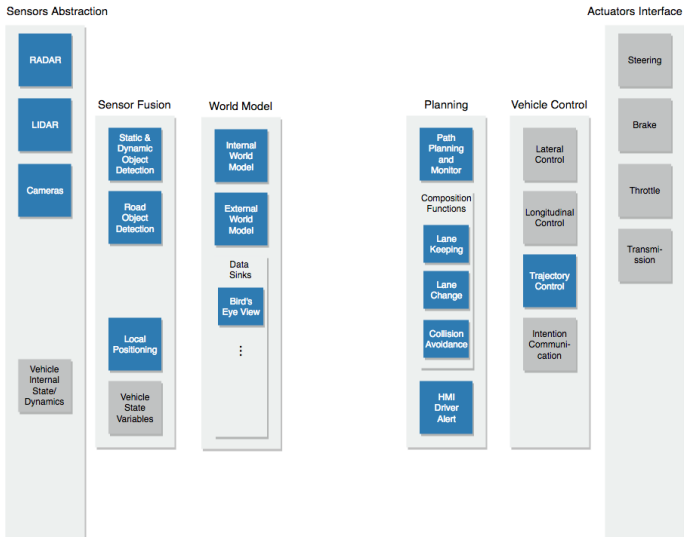 Sensors Abstraction
Actuators Interface
RADAR
LIDAR
Cameras
Vehicle
Internal
State/
Dynamics
Sensor Fusion
Static &
Dynamic
Object
Detection
Road
Object
Detection
Local
Positioning
Vehicle
State
Variables
World Model
Internal
World
Model
External
World
Model
Data
Sinks
Bird's
Eye View
Planning
Path
Planning
and
Monitor
Composition
Functions
Lane
Keeping
Lane
Change
Collision
Avoidance
HMI
Driver
Alert
Vehicle Control
Lateral
Control
Longitudinal
Control
Trajectory
Control
Intention
Communi-
cation
Steering
Brake
Throttle
Transmi-
ssion